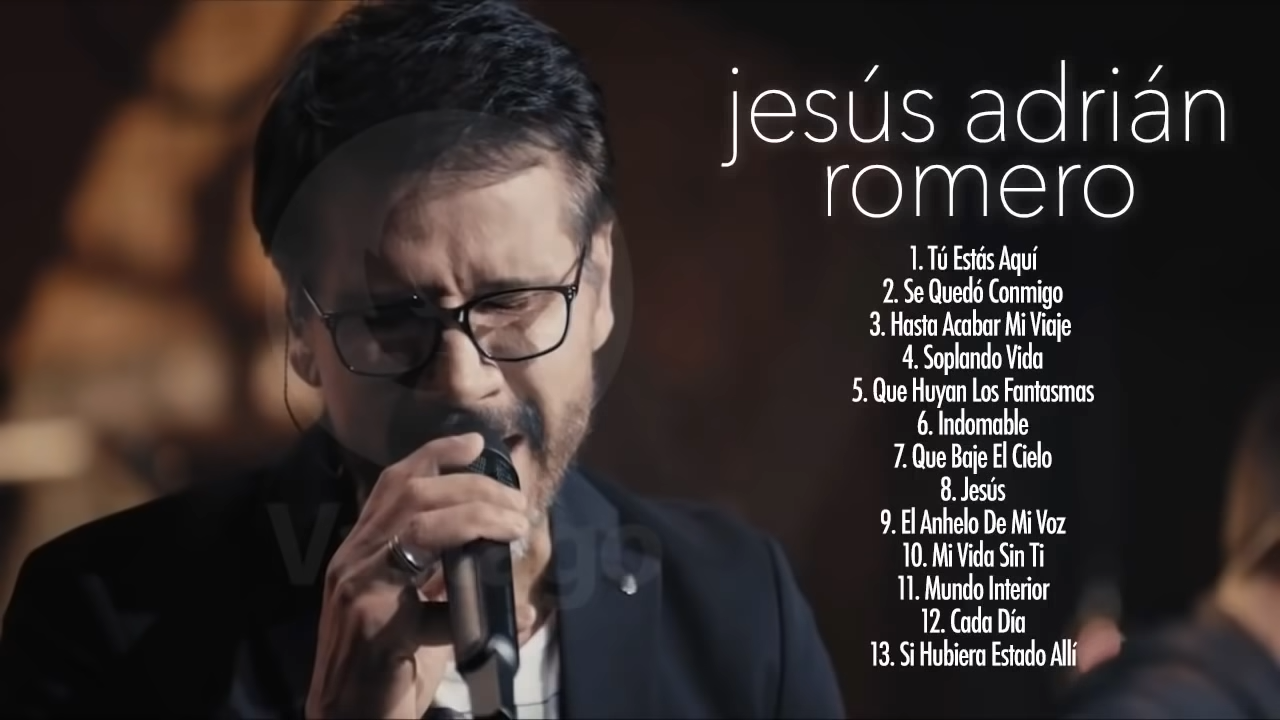 jesús adrián
romero
1. Tú Estás Aquí
2. Se Quedó Conmigo
3. Hasta Acabar Mi Viaje
4. Soplando Vida
5. Que Huyan Los Fantasmas
6. Indomable
7. Que Baje El Cielo
8. Jesús
9. El Anhelo De Mi Voz
10. Mi Vida Sin Ti
11. Mundo Interior
12. Cada Día
13. Si Hubiera Estado Allí